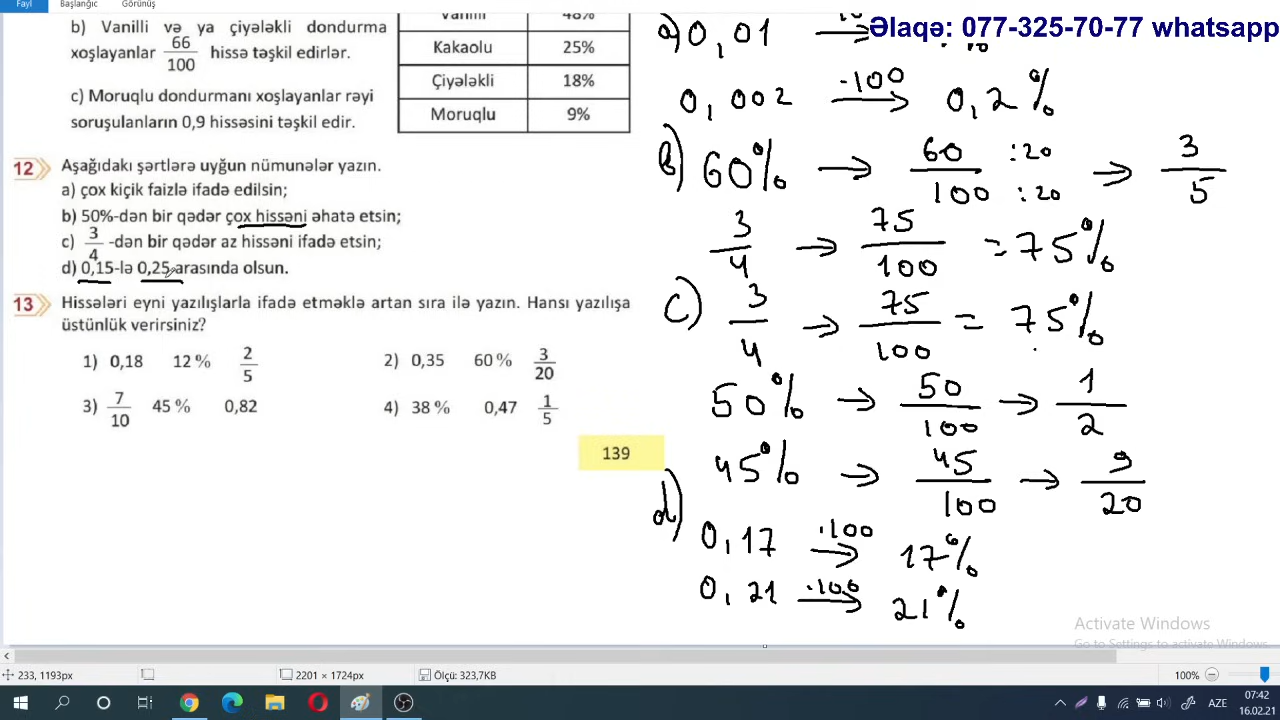 Fayl Başlanğıc Görünüş
Əlaqə: 077-325-70-77 whatsapp
b) Vanilli və ya çiyələkli dondurma
xoşlayanlar 66/100 hissə təşkil edirlər.
c) Moruqlu dondurmanı xoşlayanlar rəyi
soruşulanların 0,9 hissəsini təşkil edir.
Vanilli 48%
Kakaolu 25%
Çiyələkli 18%
Moruqlu 9%
12 Aşağıdakı şərtlərə uyğun nümunələr yazın.
a) çox kiçik faizlə ifadə edilsin;
b) 50%-dən bir qədər çox hissəni əhatə etsin;
c) 3/4 -dən bir qədər az hissəni ifadə etsin;
d) 0,15-lə 0,25 arasında olsun.
13 Hissələri eyni yazılışlarla ifadə etməklə artan sıra ilə yazın. Hansı yazılışa
üstünlük verirsiniz?
1) 0,18 12 % 2/5
2) 0,35 60 % 3/20
3) 7/10 45 % 0,82
4) 38 % 0,47 1/5
139
a) 0,01 →
0,002 ·100→ 0,2%
b) 60% → 60/100 :20 :20 → 3/5
3/4 → 75/100 = 75%
c) 3/4 → 75/100 = 75%
50% → 50/100 → 1/2
45% → 45/100 → 9/20
d)
0,17 ·100→ 17%
0,21 ·100→ 21%
Activate Windows
Go to Settings to activate Windows.
233, 1193px 2201 × 1724px Ölçü: 323,7KB 100%
AZE 07:42
16.02.21